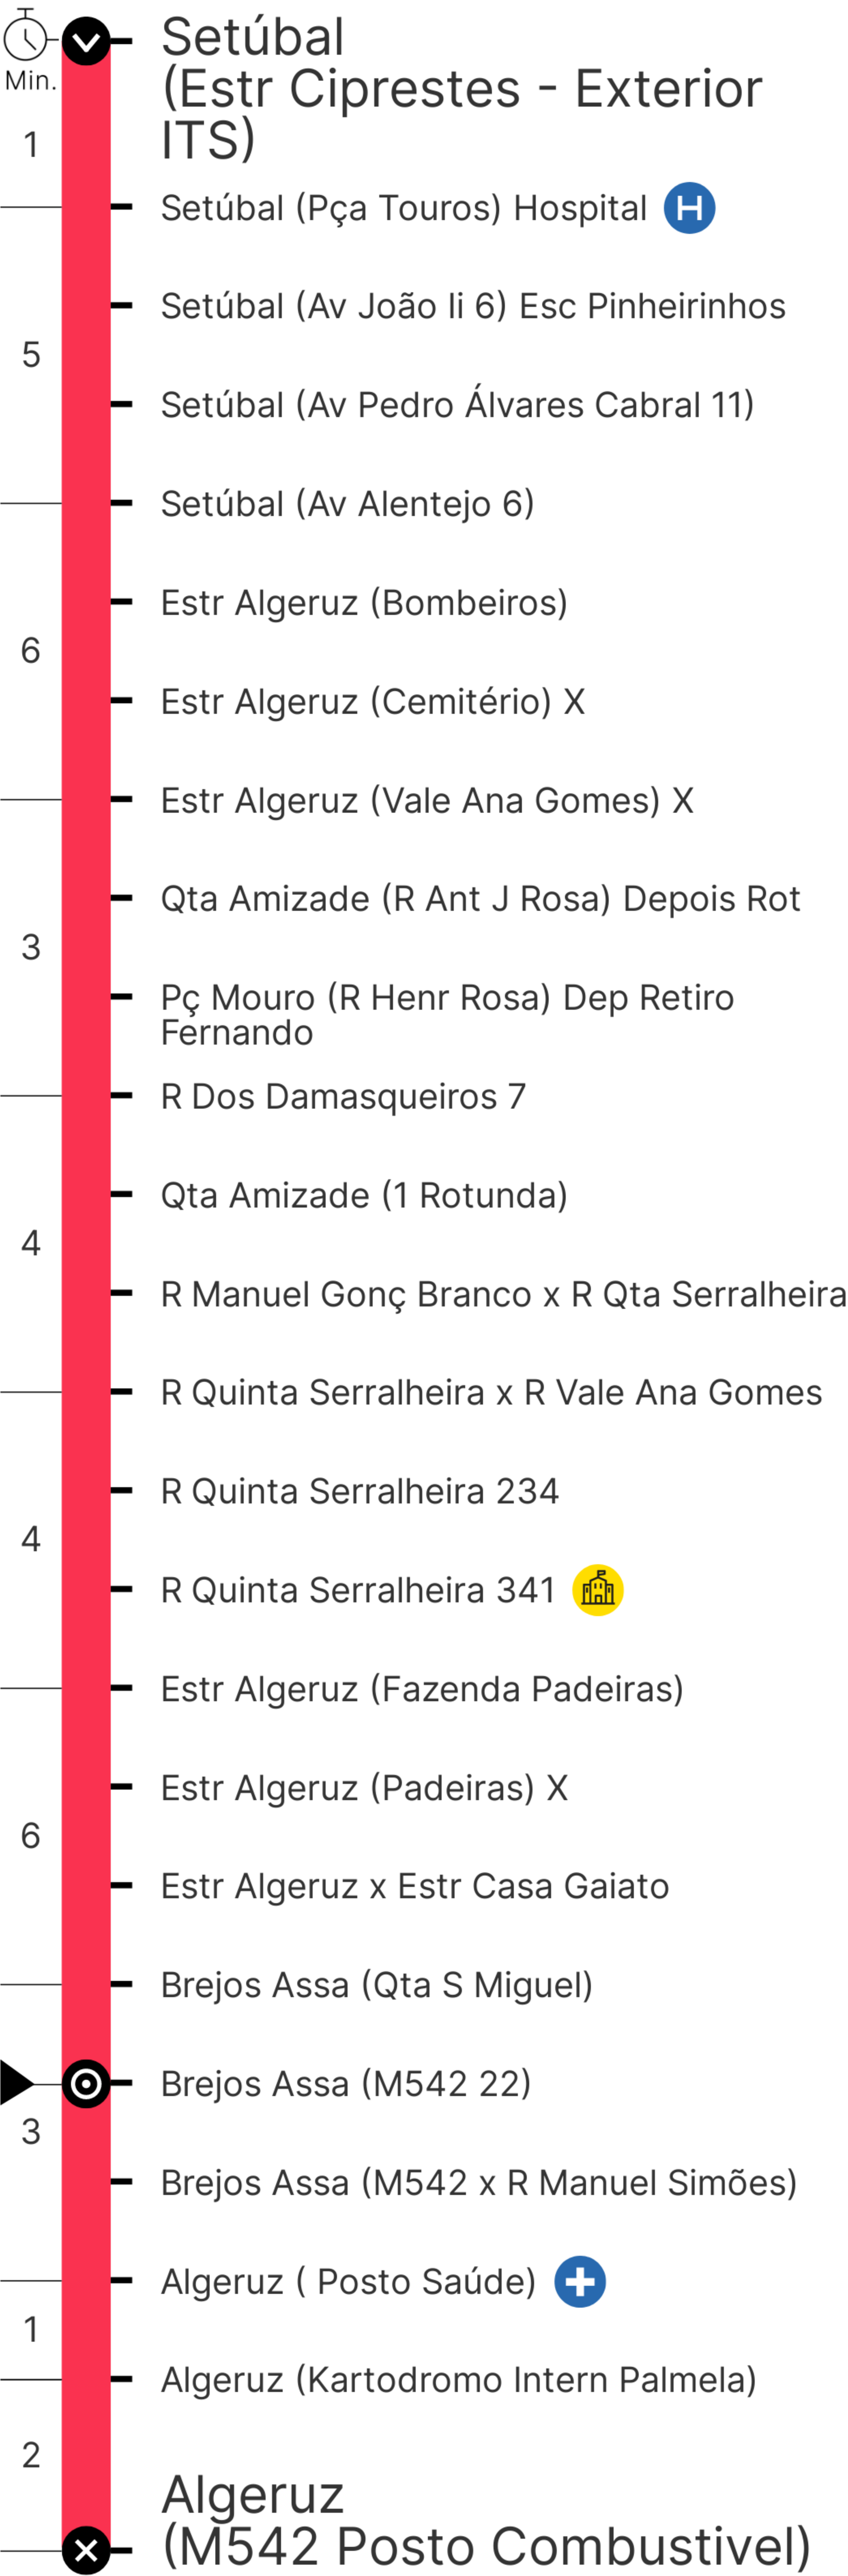 Setúbal
(Estr Ciprestes - Exterior
ITS)
Min.
1
Setúbal (Pça Touros) Hospital H
Setúbal (Av João Ii 6) Esc Pinheirinhos
5
Setúbal (Av Pedro Álvares Cabral 11)
Setúbal (Av Alentejo 6)
Estr Algeruz (Bombeiros)
6
Estr Algeruz (Cemitério) X
Estr Algeruz (Vale Ana Gomes) X
Qta Amizade (R Ant J Rosa) Depois Rot
3
Pç Mouro (R Henr Rosa) Dep Retiro
Fernando
R Dos Damasqueiros 7
Qta Amizade (1 Rotunda)
4
R Manuel Gonç Branco x R Qta Serralheira
R Quinta Serralheira x R Vale Ana Gomes
R Quinta Serralheira 234
4
R Quinta Serralheira 341
Estr Algeruz (Fazenda Padeiras)
Estr Algeruz (Padeiras) X
6
Estr Algeruz x Estr Casa Gaiato
Brejos Assa (Qta S Miguel)
Brejos Assa (M542 22)
3
Brejos Assa (M542 x R Manuel Simões)
Algeruz ( Posto Saúde)
1
Algeruz (Kartodromo Intern Palmela)
2
Algeruz
(M542 Posto Combustivel)